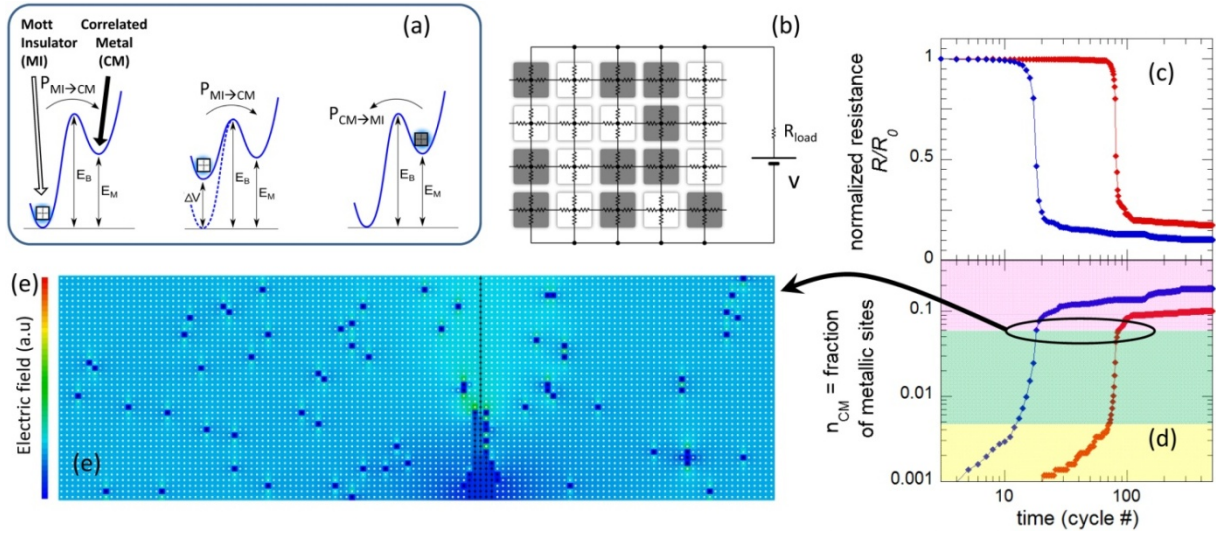 (a)
Mott
Insulator
(MI)
Correlated
Metal
(CM)
P_MI→CM
E_B
E_M
P_MI→CM
ΔV
E_B
E_M
P_CM→MI
E_B
E_M
(b)
R_load
V
(c)
normalized resistance
R/R_0
1
0.5
0
(e)
Electric field (a.u)
(e)
n_CM = fraction
of metallic sites
0.1
0.01
0.001
(d)
10
100
time (cycle #)